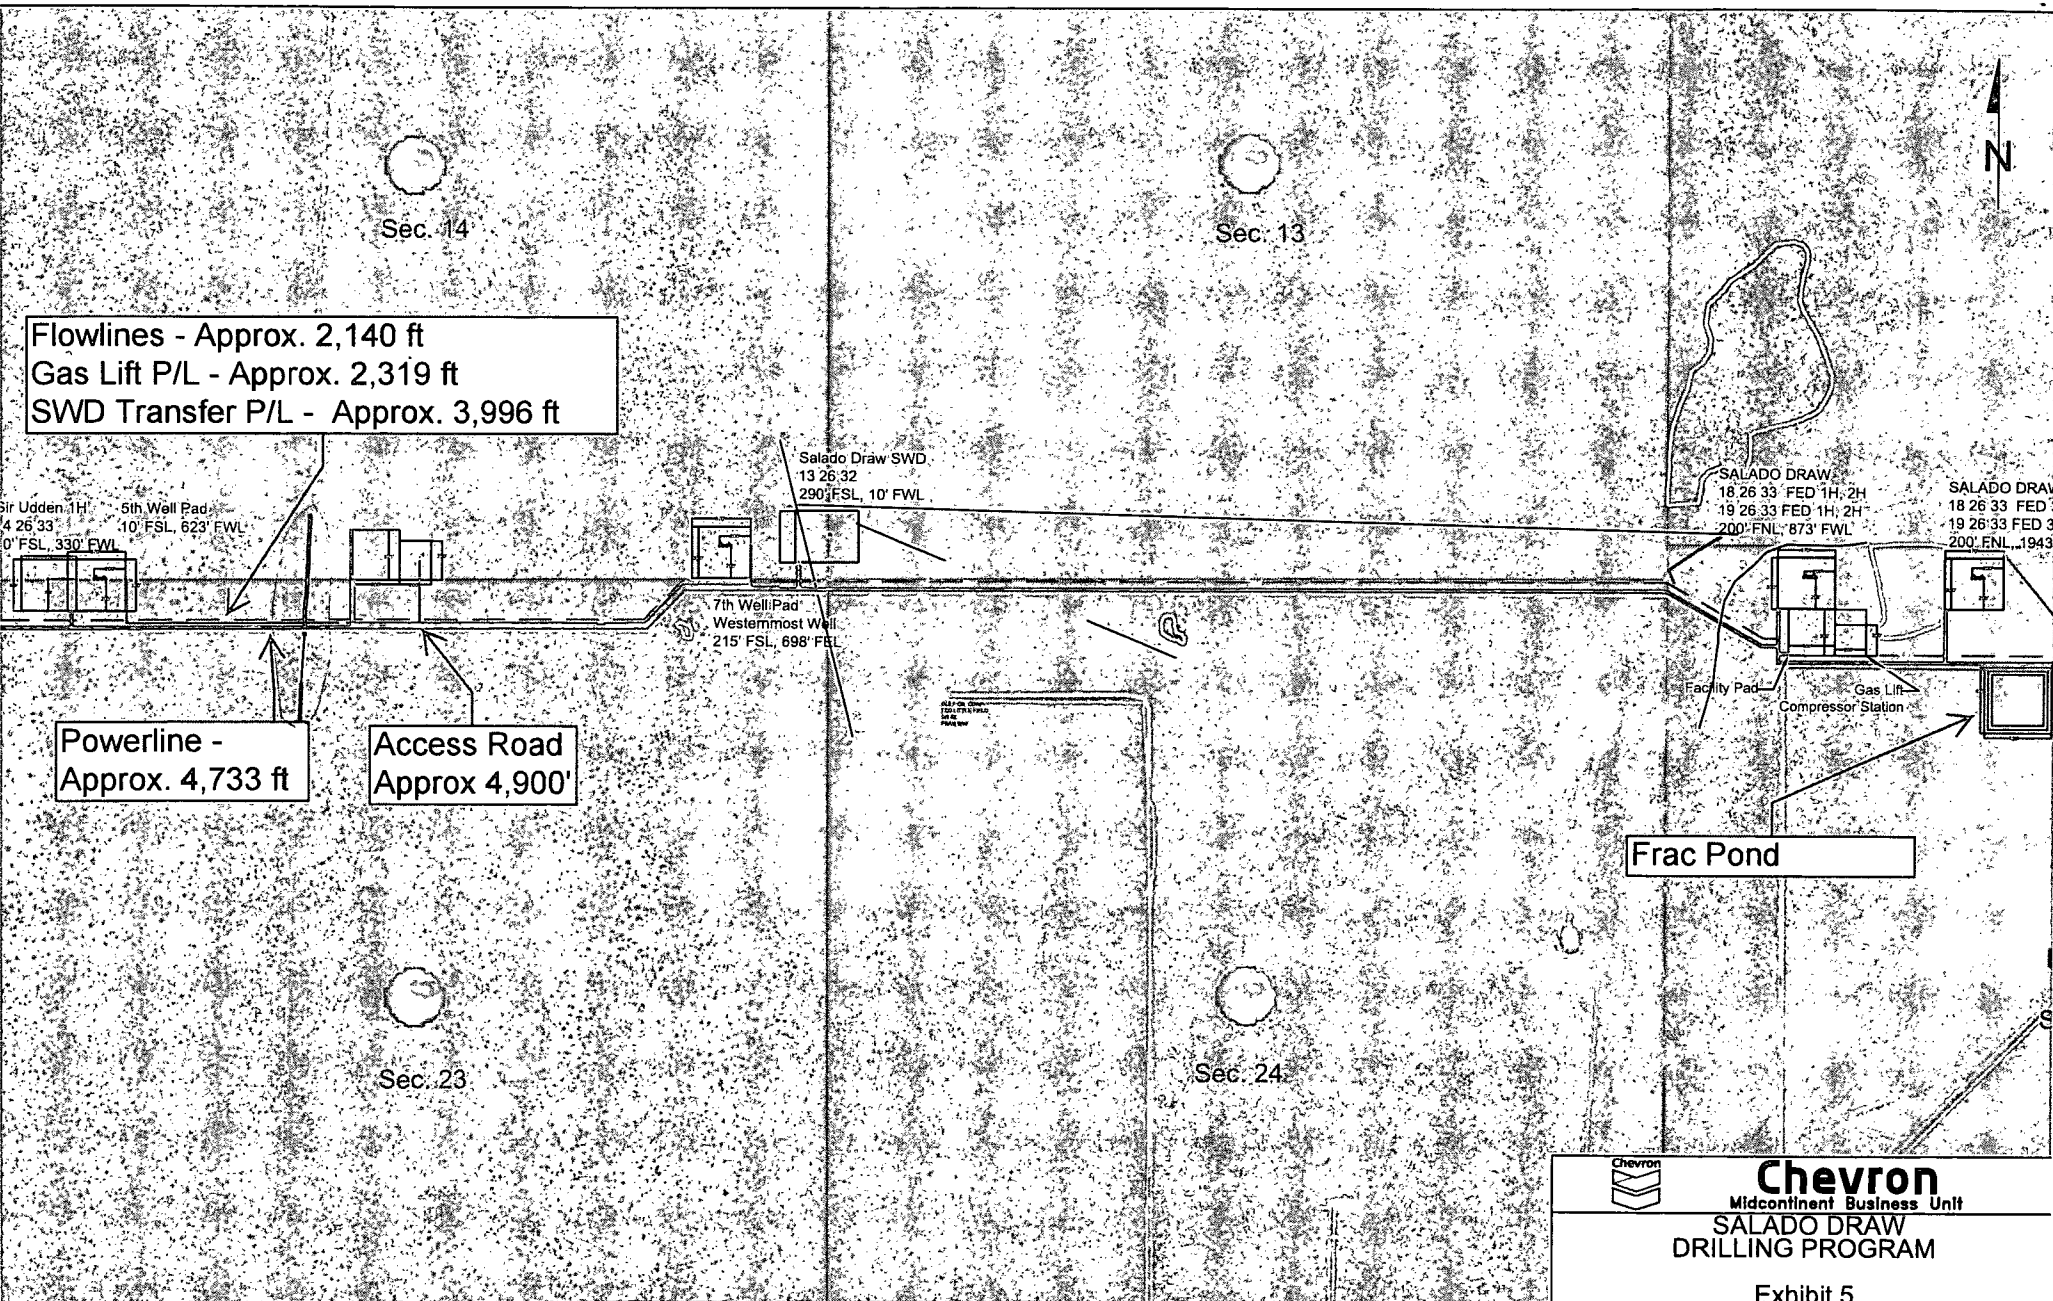 N
Sec. 14
Sec. 13
Flowlines - Approx. 2,140 ft
Gas Lift P/L - Approx. 2,319 ft
SWD Transfer P/L - Approx. 3,996 ft
Salado Draw SWD
13 26 32
290' FSL, 10' FWL
Sir Udden 1H
4 26 33
0' FSL, 330' FWL
5th Well Pad
10' FSL, 623' FWL
SALADO DRAW
18 26 33 FED 1H, 2H
19 26 33 FED 1H, 2H
200' FNL, 873' FWL
SALADO DRAW
18 26 33 FED 3
19 26 33 FED 3
200' FNL, 1943
7th Well Pad
Westernmost Well
215' FSL, 698' FEL
Facility Pad
Gas Lift
Compressor Station
Powerline -
Approx. 4,733 ft
Access Road
Approx 4,900'
Frac Pond
Sec. 23
Sec. 24
Chevron
Chevron
Midcontinent Business Unit
SALADO DRAW
DRILLING PROGRAM
Exhibit 5